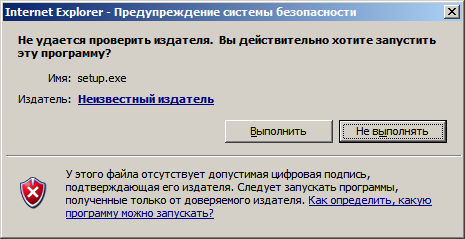 Internet Explorer - Предупреждение системы безопасности
Не удается проверить издателя.  Вы действительно хотите запустить
эту программу?
Имя: setup.exe
Издатель: Неизвестный издатель
Выполнить
Не выполнять
У этого файла отсутствует допустимая цифровая подпись,
подтверждающая его издателя. Следует запускать программы,
полученные только от доверяемого издателя. Как определить, какую
программу можно запускать?